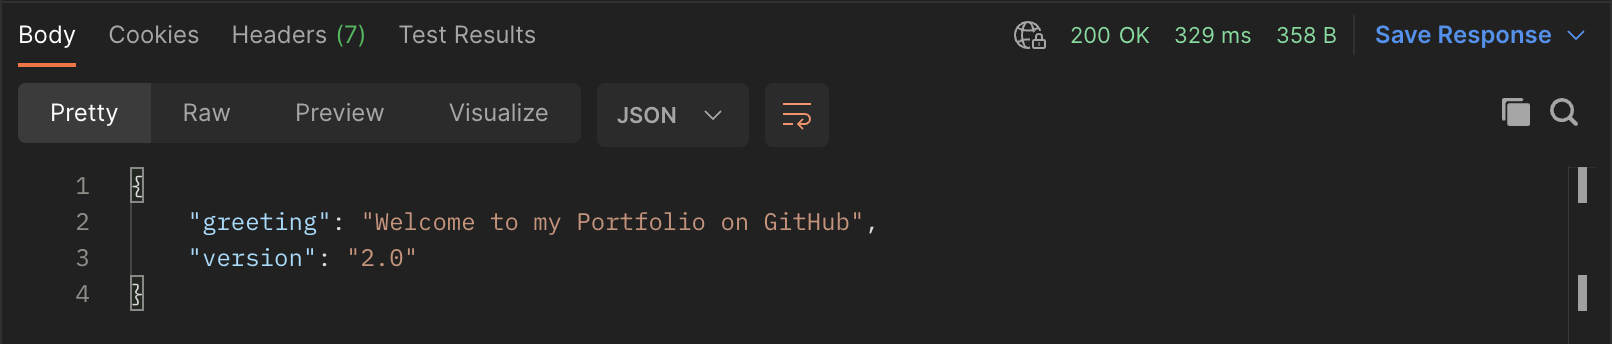 Body Cookies Headers (7) Test Results 200 OK 329 ms 358 B Save Response
Pretty Raw Preview Visualize JSON
1 {
2 "greeting": "Welcome to my Portfolio on GitHub",
3 "version": "2.0"
4 }